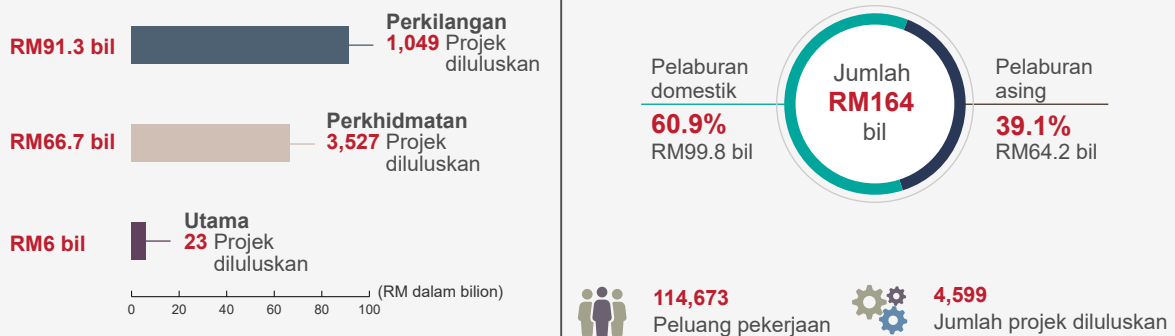 RM91.3 bil
Perkilangan
1,049 Projek
diluluskan
RM66.7 bil
Perkhidmatan
3,527 Projek
diluluskan
RM6 bil
Utama
23 Projek
diluluskan
0 20 40 60 80 100 (RM dalam bilion)
Pelaburan
domestik
60.9%
RM99.8 bil
Jumlah
RM164
bil
Pelaburan
asing
39.1%
RM64.2 bil
114,673
Peluang pekerjaan
4,599
Jumlah projek diluluskan